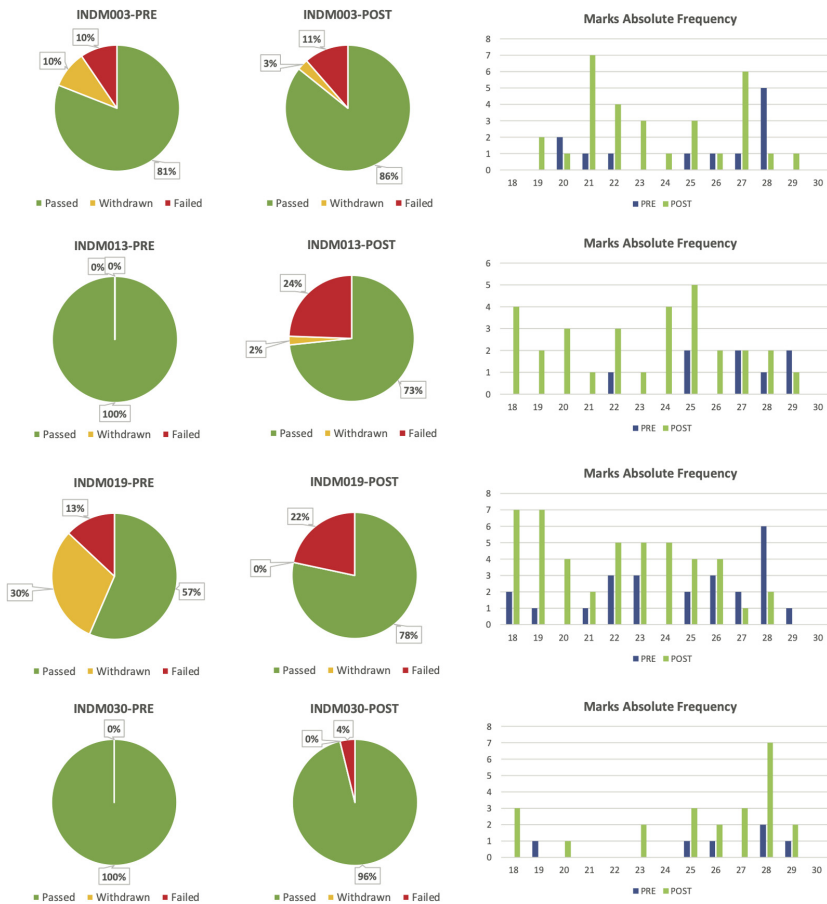 INDM003-PRE
10%
10%
81%
Passed Withdrawn Failed
INDM003-POST
11%
3%
86%
Passed Withdrawn Failed
Marks Absolute Frequency
8
7
6
5
4
3
2
1
18 19 20 21 22 23 24 25 26 27 28 29 30
PRE POST
INDM013-PRE
0% 0%
100%
Passed Withdrawn Failed
INDM013-POST
24%
2%
73%
Passed Withdrawn Failed
Marks Absolute Frequency
6
5
4
3
2
1
0
18 19 20 21 22 23 24 25 26 27 28 29 30
PRE POST
INDM019-PRE
13%
30%
57%
Passed Withdrawn Failed
INDM019-POST
22%
0%
78%
Passed Withdrawn Failed
Marks Absolute Frequency
8
7
6
5
4
3
2
1
0
18 19 20 21 22 23 24 25 26 27 28 29 30
PRE POST
INDM030-PRE
0%
100%
Passed Withdrawn Failed
INDM030-POST
4%
0%
96%
Passed Withdrawn Failed
Marks Absolute Frequency
8
7
6
5
4
3
2
1
0
18 19 20 21 22 23 24 25 26 27 28 29 30
PRE POST